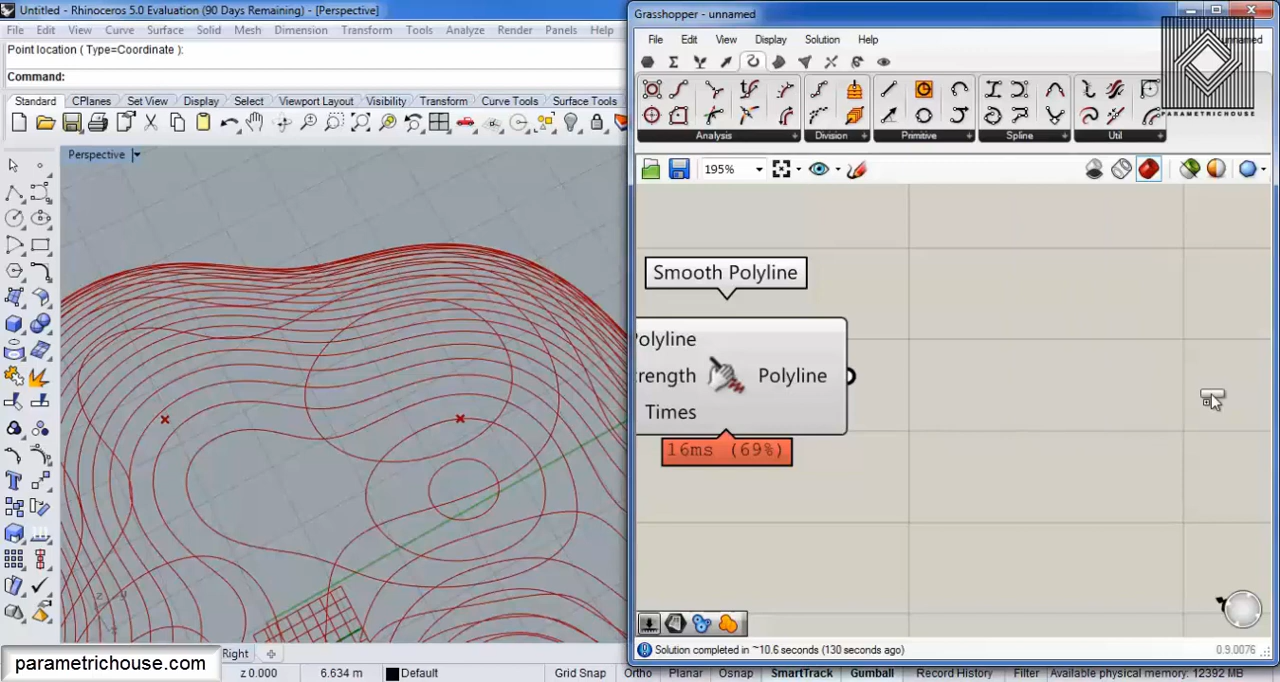 Untitled - Rhinoceros 5.0 Evaluation (90 Days Remaining) - [Perspective]
File Edit View Curve Surface Solid Mesh Dimension Transform Tools Analyze Render Panels Help
Point location ( Type=Coordinate ):
Command:
Standard CPlanes Set View Display Select Viewport Layout Visibility Transform Curve Tools Surface Tools
Perspective
Right
z 0.000 6.634 m Default Grid Snap Ortho Planar Osnap SmartTrack Gumball Record History Filter Available physical memory: 12392 MB
parametrichouse.com
Grasshopper - unnamed
File Edit View Display Solution Help
unnamed
PARAMETRICHOUSE
Analysis Division Primitive Spline Util
195%
Smooth Polyline
Polyline
trength Polyline
Times
16ms (69%)
Solution completed in ~10.6 seconds (130 seconds ago)
0.9.0076